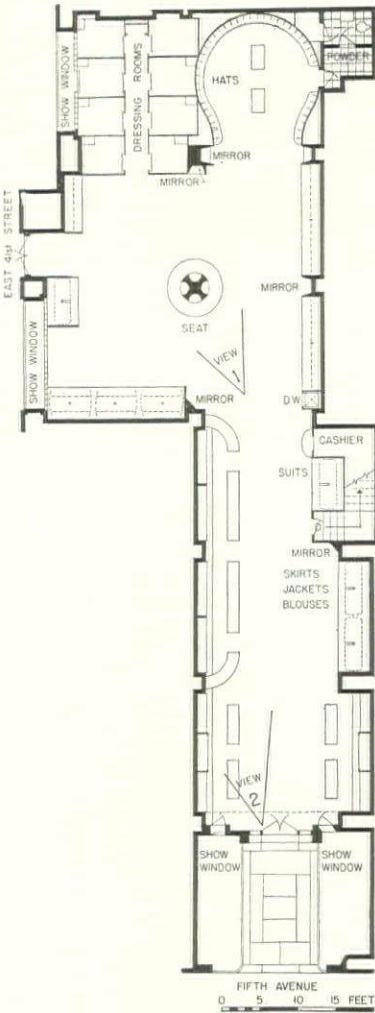 POWDER
SHOW WINDOW
DRESSING ROOMS
HATS
MIRROR
MIRROR
EAST 41st STREET
MIRROR
SEAT
VIEW
1
SHOW WINDOW
MIRROR
D.W.
CASHIER
SUITS
MIRROR
SKIRTS
JACKETS
BLOUSES
VIEW
2
SHOW
WINDOW
SHOW
WINDOW
FIFTH AVENUE
0 5 10 15 FEET